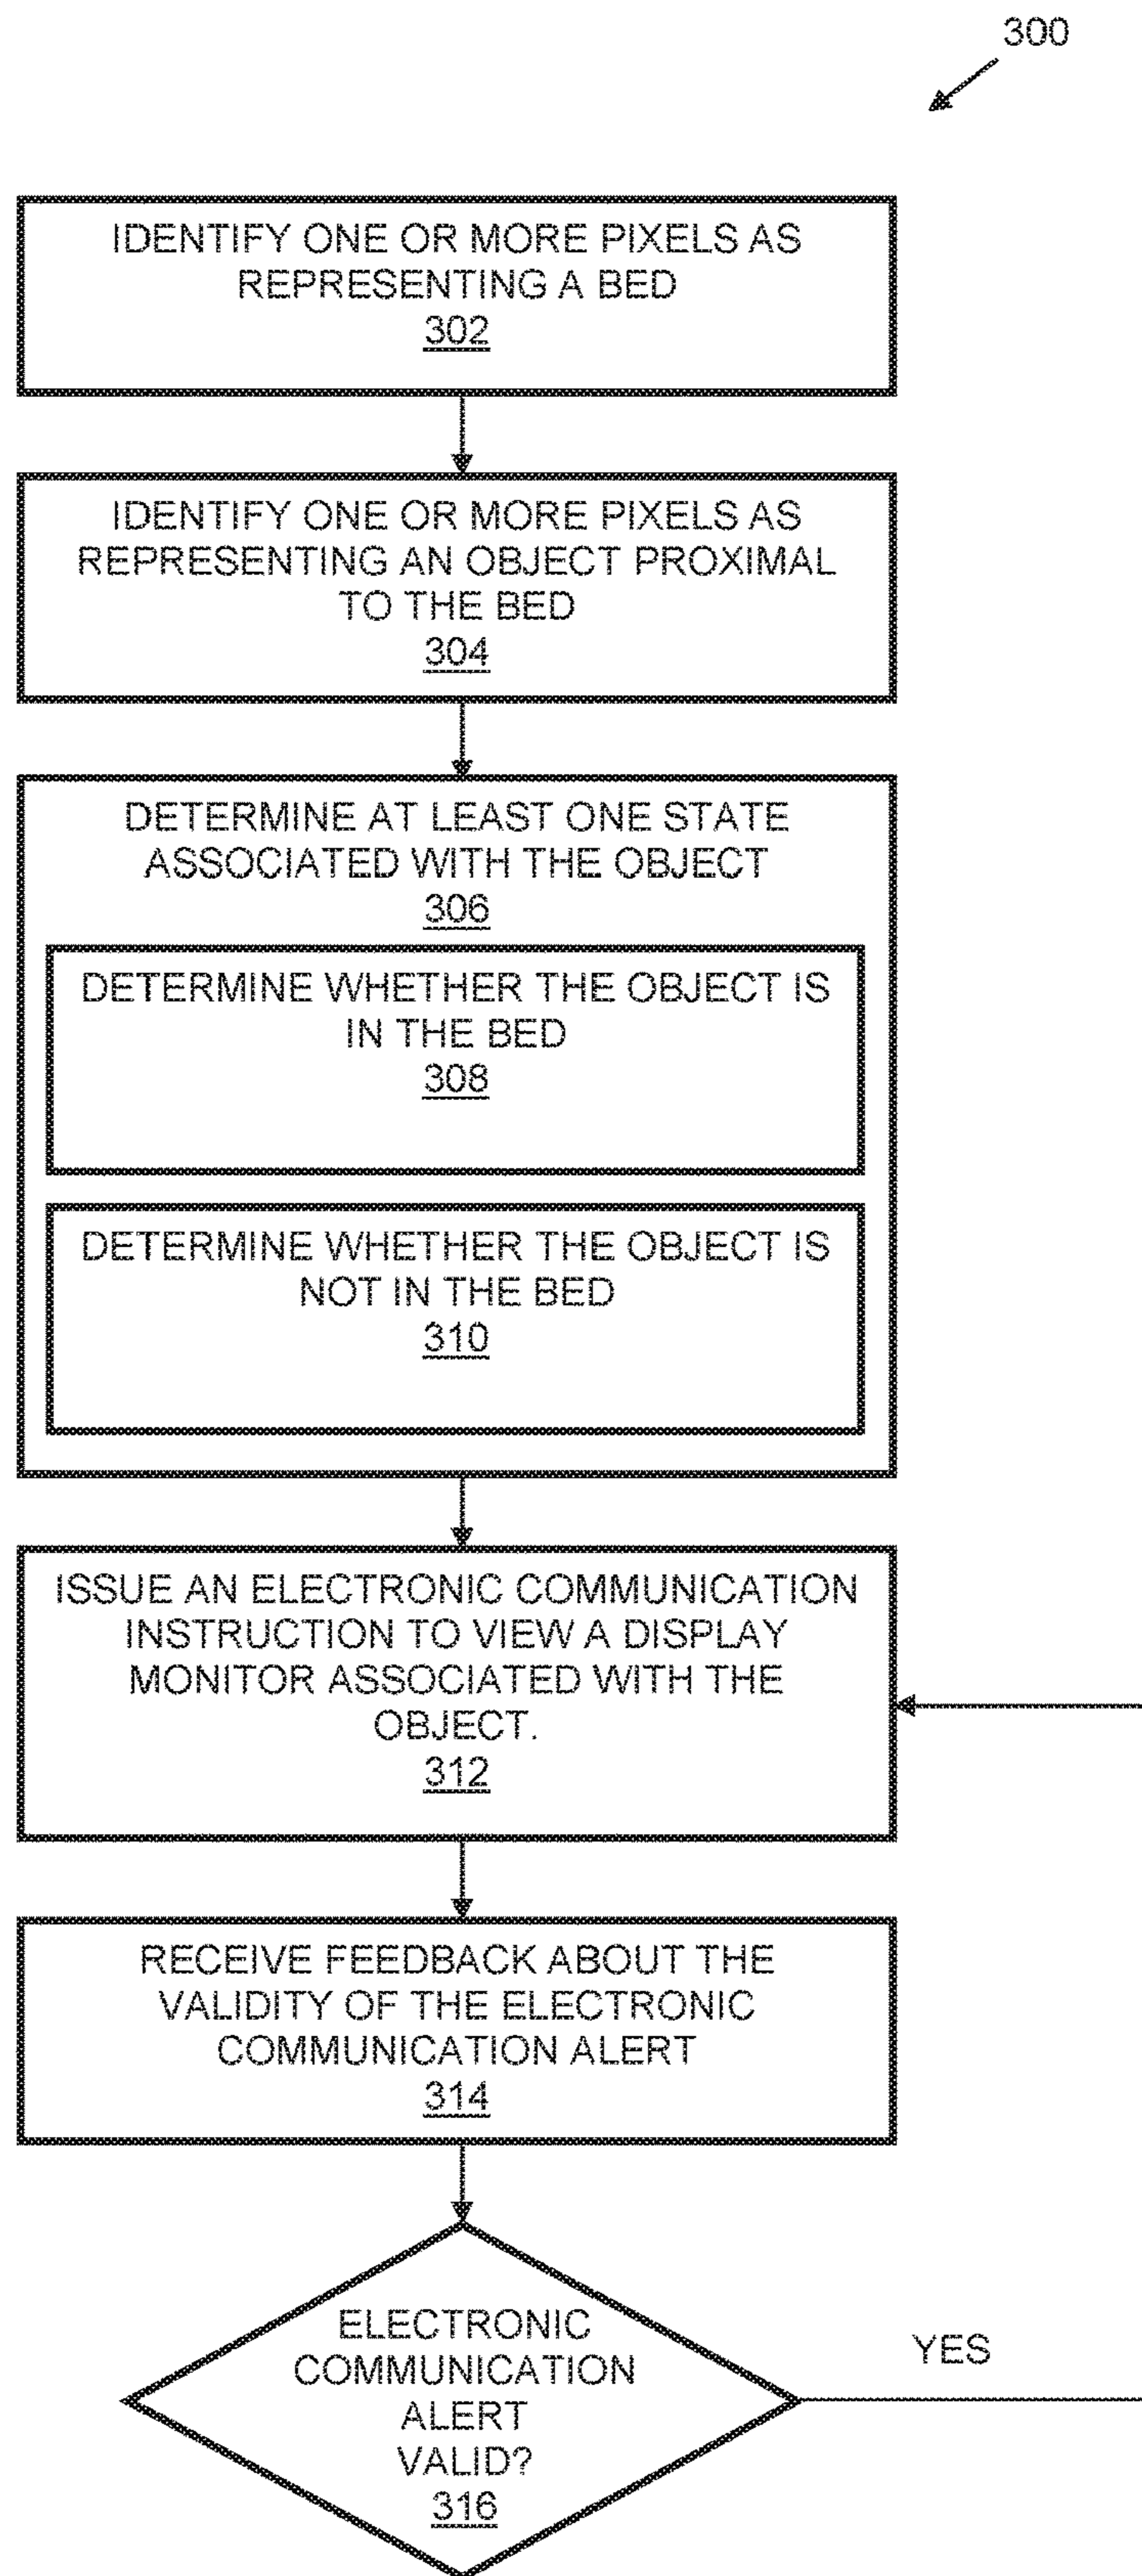 300
IDENTIFY ONE OR MORE PIXELS AS
REPRESENTING A BED
302
IDENTIFY ONE OR MORE PIXELS AS
REPRESENTING AN OBJECT PROXIMAL
TO THE BED
304
DETERMINE AT LEAST ONE STATE
ASSOCIATED WITH THE OBJECT
306
DETERMINE WHETHER THE OBJECT IS
IN THE BED
308
DETERMINE WHETHER THE OBJECT IS
NOT IN THE BED
310
ISSUE AN ELECTRONIC COMMUNICATION
INSTRUCTION TO VIEW A DISPLAY
MONITOR ASSOCIATED WITH THE
OBJECT.
312
RECEIVE FEEDBACK ABOUT THE
VALIDITY OF THE ELECTRONIC
COMMUNICATION ALERT
314
ELECTRONIC
COMMUNICATION
ALERT
VALID?
316
YES